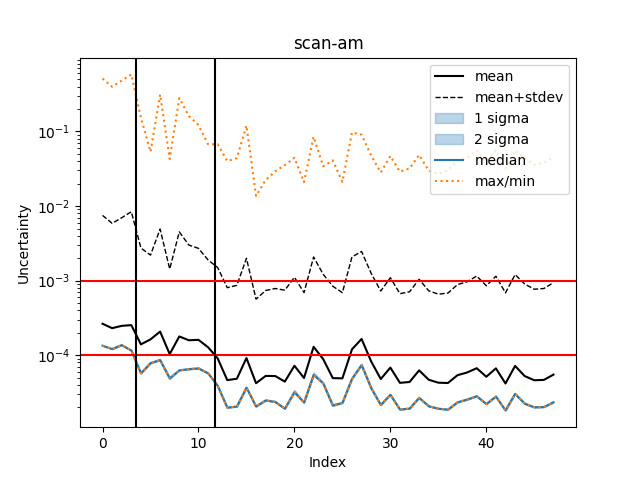 scan-am
mean
mean+stdev
1 sigma
2 sigma
median
max/min
Uncertainty
10⁻¹
10⁻²
10⁻³
10⁻⁴
0 10 20 30 40
Index